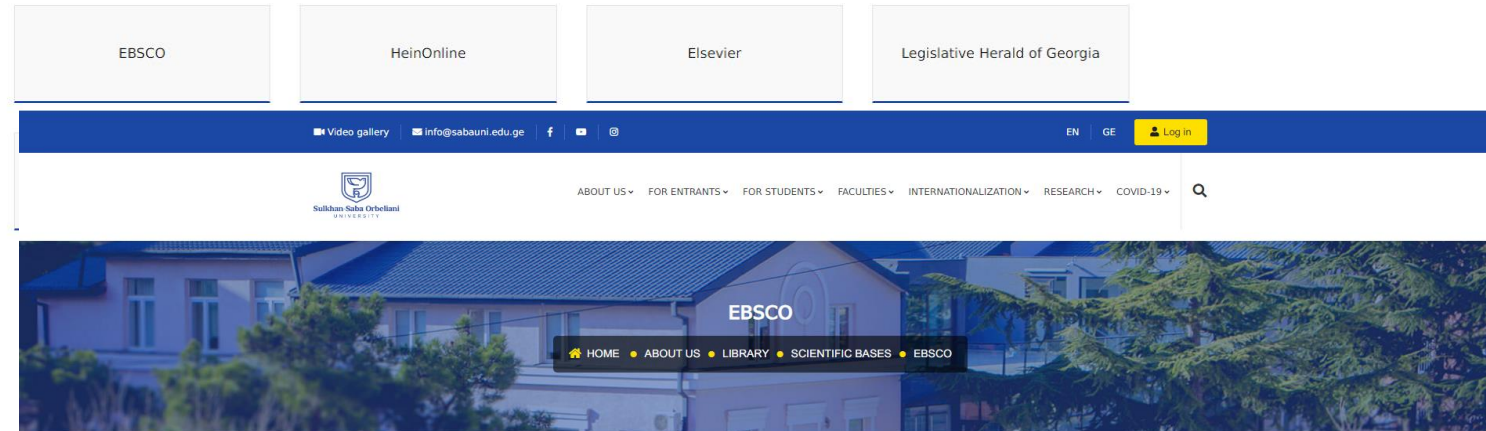 EBSCO
HeinOnline
Elsevier
Legislative Herald of Georgia
Video gallery
info@sabauni.edu.ge
EN
GE
Log in
Sulkhan-Saba Orbeliani
UNIVERSITY
ABOUT US
FOR ENTRANTS
FOR STUDENTS
FACULTIES
INTERNATIONALIZATION
RESEARCH
COVID-19
EBSCO
HOME ● ABOUT US ● LIBRARY ● SCIENTIFIC BASES ● EBSCO